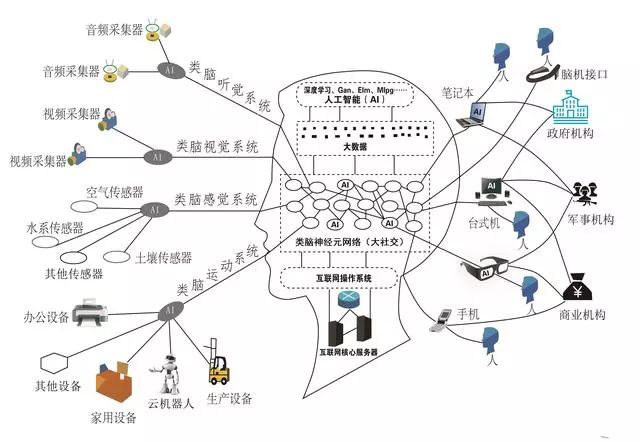 音频采集器
音频采集器
AI
类脑听觉系统
视频采集器
视频采集器
AI
类脑视觉系统
空气传感器
水系传感器
其他传感器
土壤传感器
AI
类脑感觉系统
类脑运动系统
AI
办公设备
其他设备
家用设备
云机器人
生产设备
深度学习、Gan、Elm、Mlpg……
人工智能（AI）
大数据
AI
AI
AI
类脑神经元网络（大社交）
互联网操作系统
互联网核心服务器
笔记本
AI
人
人
脑机接口
政府机构
AI
台式机
人
军事机构
AI
人
手机
人
商业机构